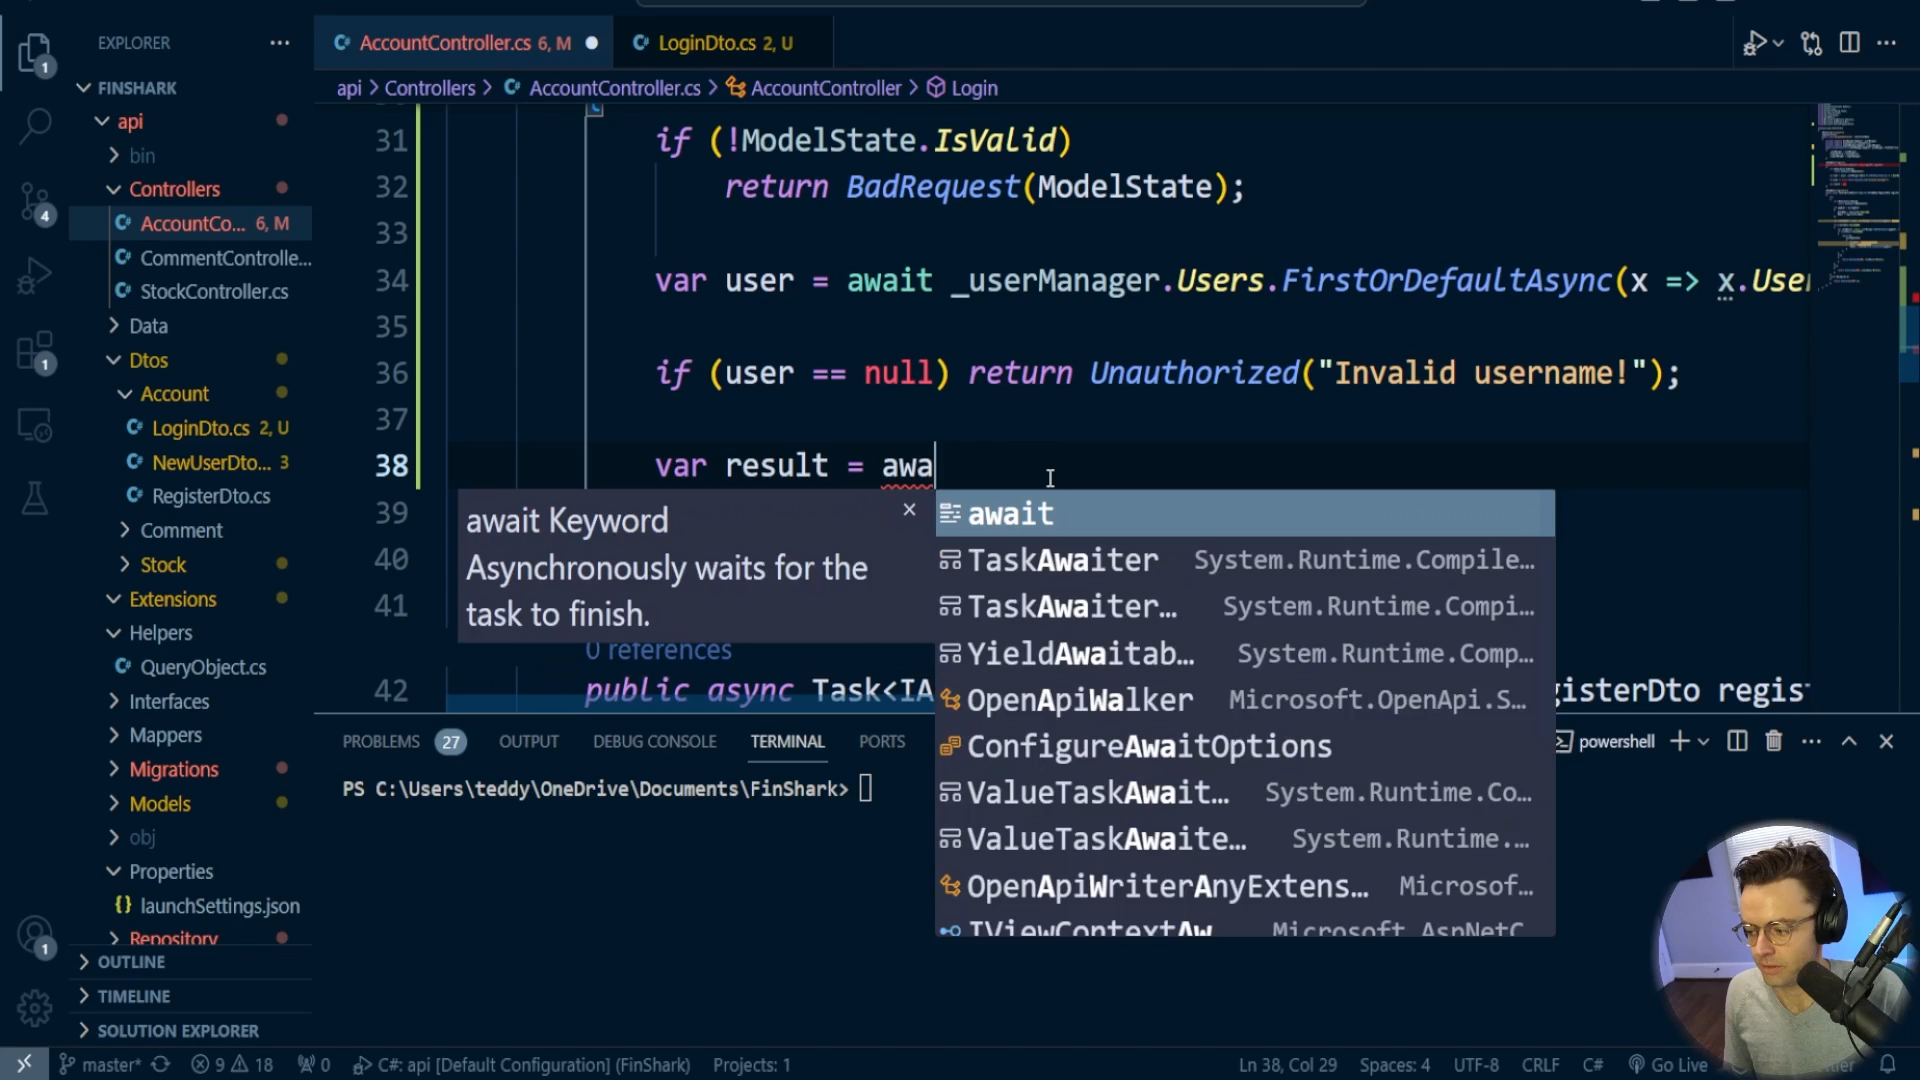 EXPLORER
AccountController.cs 6, M
LoginDto.cs 2, U
1
FINSHARK
api > Controllers > AccountController.cs > AccountController > Login
api
bin
Controllers
AccountCo... 6, M
CommentControlle...
StockController.cs
Data
Dtos
Account
LoginDto.cs 2, U
NewUserDto... 3
RegisterDto.cs
Comment
Stock
Extensions
Helpers
QueryObject.cs
Interfaces
Mappers
Migrations
Models
obj
Properties
launchSettings.json
Repository
OUTLINE
TIMELINE
SOLUTION EXPLORER
4
1
1
31 if (!ModelState.IsValid)
32 return BadRequest(ModelState);
33
34 var user = await _userManager.Users.FirstOrDefaultAsync(x => x.User
35
36 if (user == null) return Unauthorized("Invalid username!");
37
38 var result = awa
39
40
41
0 references
42 public async Task<IA
gisterDto regis
await Keyword
Asynchronously waits for the
task to finish.
await
TaskAwaiter System.Runtime.Compile...
TaskAwaiter... System.Runtime.Compi...
YieldAwaitab... System.Runtime.Comp...
OpenApiWalker Microsoft.OpenApi.S...
ConfigureAwaitOptions
ValueTaskAwait... System.Runtime.Co...
ValueTaskAwaite... System.Runtime....
OpenApiWriterAnyExtens... Microsof...
IViewContextAw Microsoft.AspNetC
PROBLEMS 27 OUTPUT DEBUG CONSOLE TERMINAL PORTS powershell
PS C:\Users\teddy\OneDrive\Documents\FinShark>
master* 9 18 0 C#: api [Default Configuration] (FinShark) Projects: 1 Ln 38, Col 29 Spaces: 4 UTF-8 CRLF C# Go Live